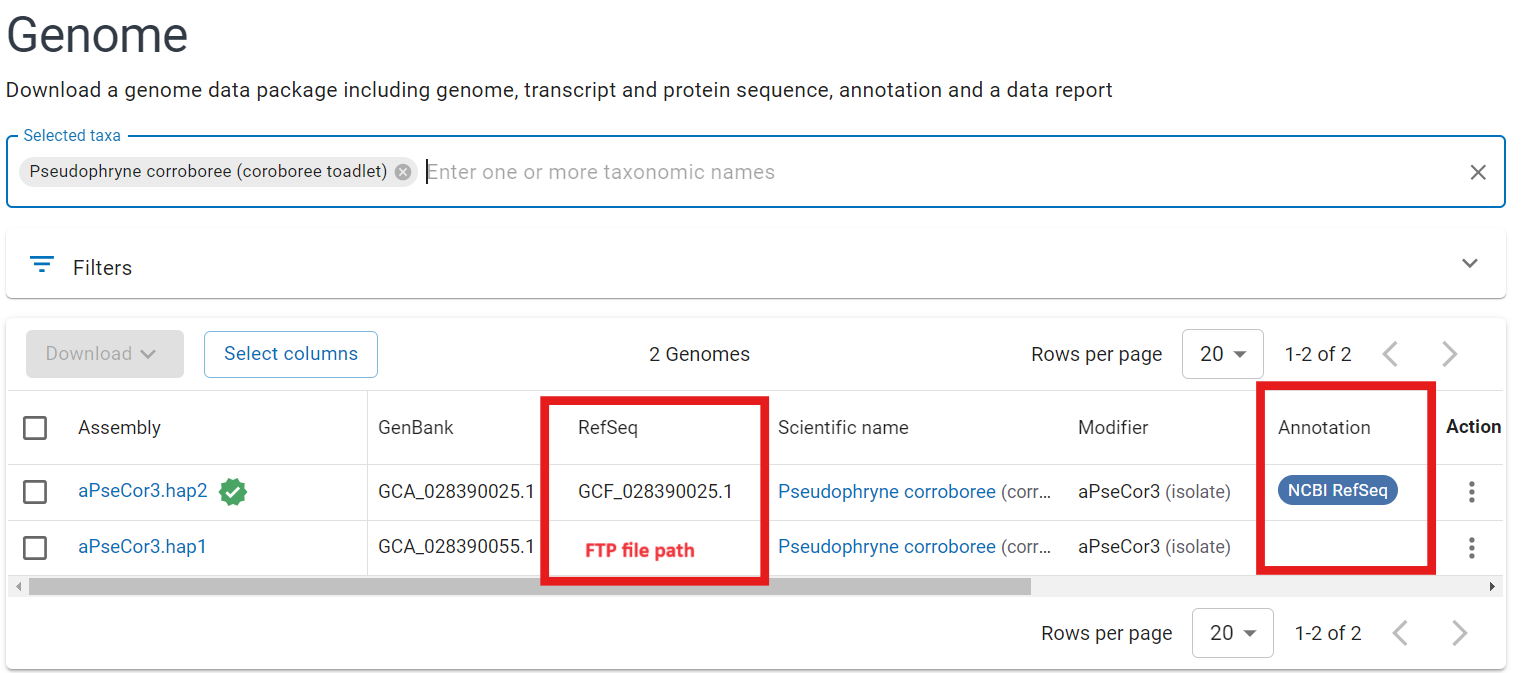 Genome
Download a genome data package including genome, transcript and protein sequence, annotation and a data report
Selected taxa
Pseudophryne corroboree (coroboree toadlet) Enter one or more taxonomic names
Filters
Download Select columns 2 Genomes Rows per page 20 1-2 of 2
Assembly GenBank RefSeq Scientific name Modifier Annotation Action
aPseCor3.hap2 GCA_028390025.1 GCF_028390025.1 Pseudophryne corroboree (corr... aPseCor3 (isolate) NCBI RefSeq
aPseCor3.hap1 GCA_028390055.1 FTP file path Pseudophryne corroboree (corr... aPseCor3 (isolate)
Rows per page 20 1-2 of 2